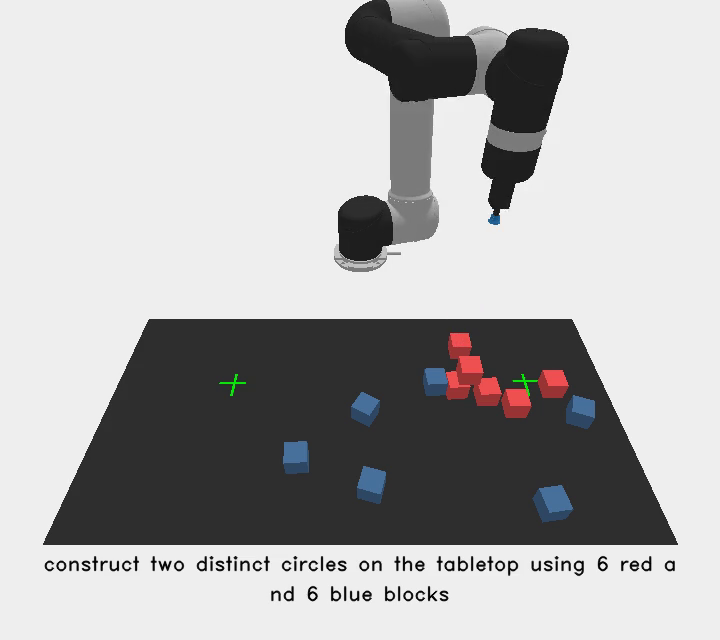 construct two distinct circles on the tabletop using 6 red a
nd 6 blue blocks